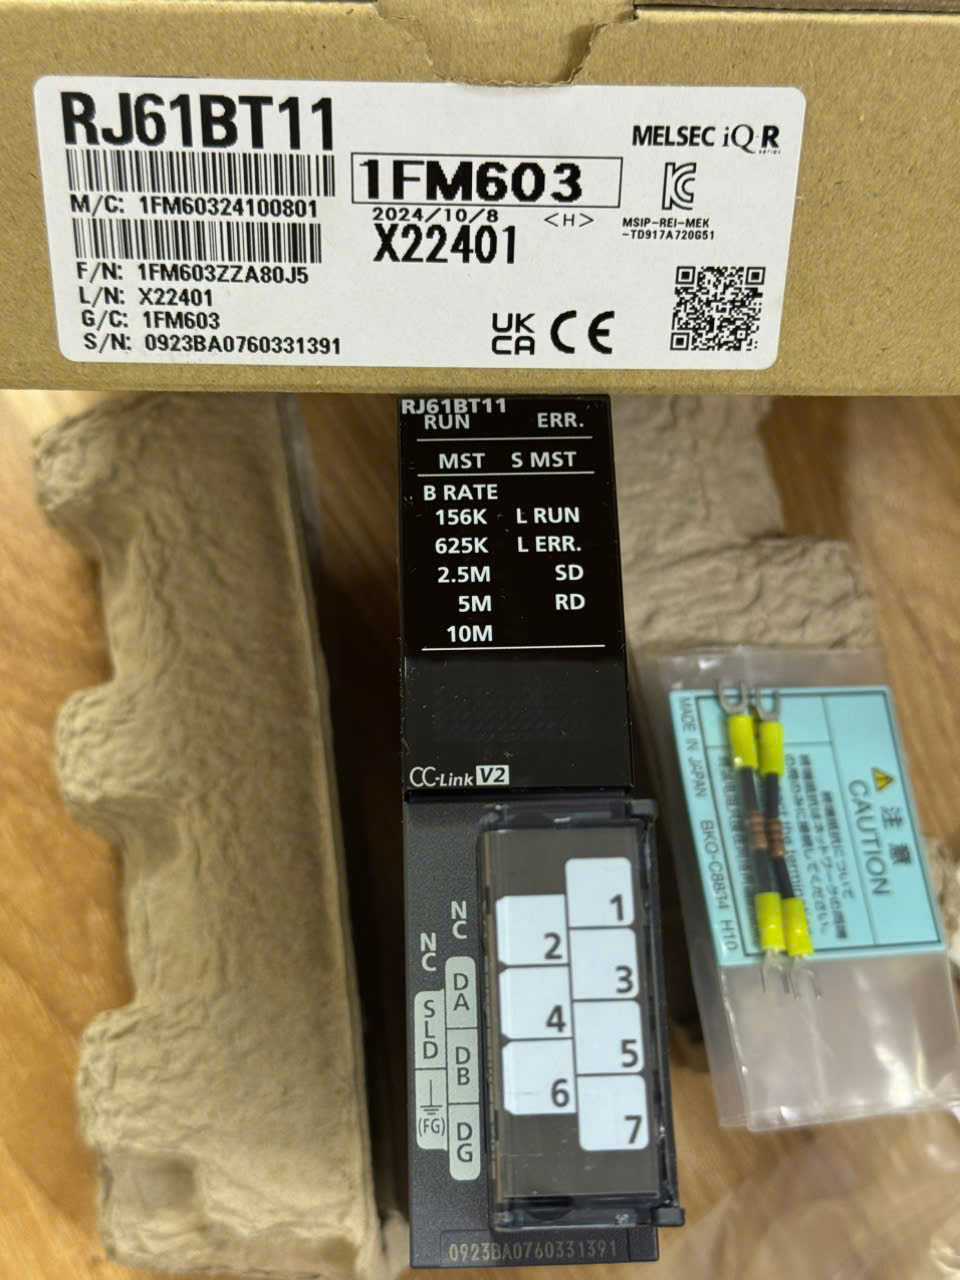 RJ61BT11
MELSEC iQ-R
series
1FM603
M/C: 1FM60324100801
2024/10/8
<H>
X22401
MSIP-REI-MEK
-TD917A720G51
F/N: 1FM603ZZA80J5
L/N: X22401
G/C: 1FM603
S/N: 0923BA0760331391
UK
CA CE
RJ61BT11
RUN ERR.
MST S MST
B RATE
156K L RUN
625K L ERR.
2.5M SD
5M RD
10M
CC-Link V2
NC
NC
DA
SLD
DB
(FG)
DG
1
2
3
4
5
6
7
0923BA0760331391
注意
CAUTION
MADE IN JAPAN BKO-C8814 H10